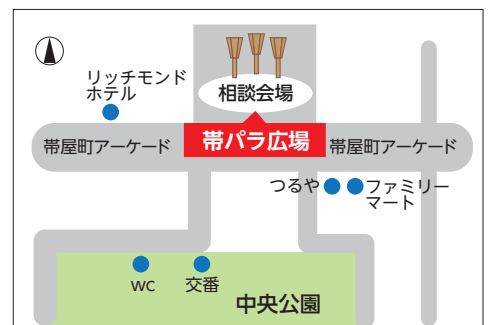 リッチモンド
ホテル
相談会場
帯屋町アーケード
帯パラ広場
帯屋町アーケード
つるや
ファミリー
マート
WC
交番
中央公園